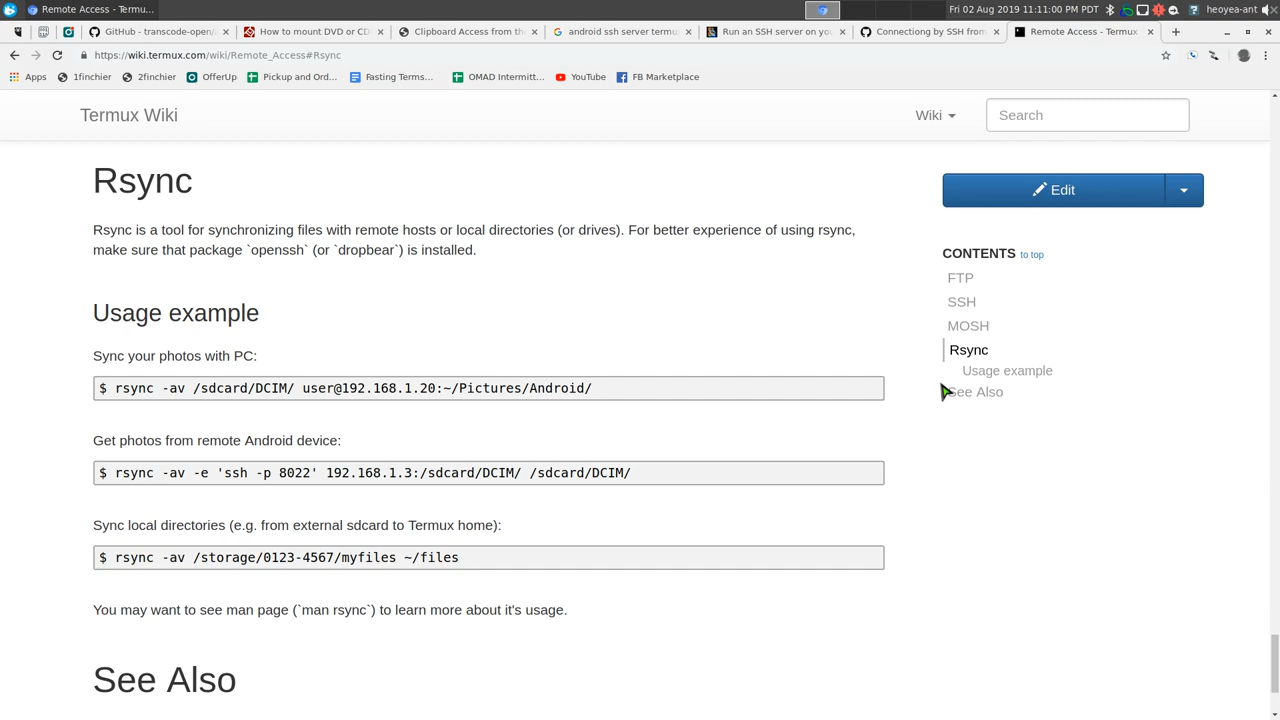 Remote Access - Termu...
Fri 02 Aug 2019 11:11:00 PM PDT
heoyea-ant
GitHub - transcode-open/
How to mount DVD or CD
Clipboard Access from the
android ssh server termu
Run an SSH server on you
Connectiong by SSH from
Remote Access - Termux
https://wiki.termux.com/wiki/Remote_Access#Rsync
Apps
1finchier
2finchier
OfferUp
Pickup and Ord...
Fasting Terms...
OMAD Intermitt...
YouTube
FB Marketplace
Termux Wiki
Wiki
Search
Rsync
Rsync is a tool for synchronizing files with remote hosts or local directories (or drives). For better experience of using rsync,
make sure that package `openssh` (or `dropbear`) is installed.
Usage example
Sync your photos with PC:
$ rsync -av /sdcard/DCIM/ user@192.168.1.20:~/Pictures/Android/
Get photos from remote Android device:
$ rsync -av -e 'ssh -p 8022' 192.168.1.3:/sdcard/DCIM/ /sdcard/DCIM/
Sync local directories (e.g. from external sdcard to Termux home):
$ rsync -av /storage/0123-4567/myfiles ~/files
You may want to see man page (`man rsync`) to learn more about it's usage.
See Also
Edit
CONTENTS to top
FTP
SSH
MOSH
Rsync
Usage example
See Also